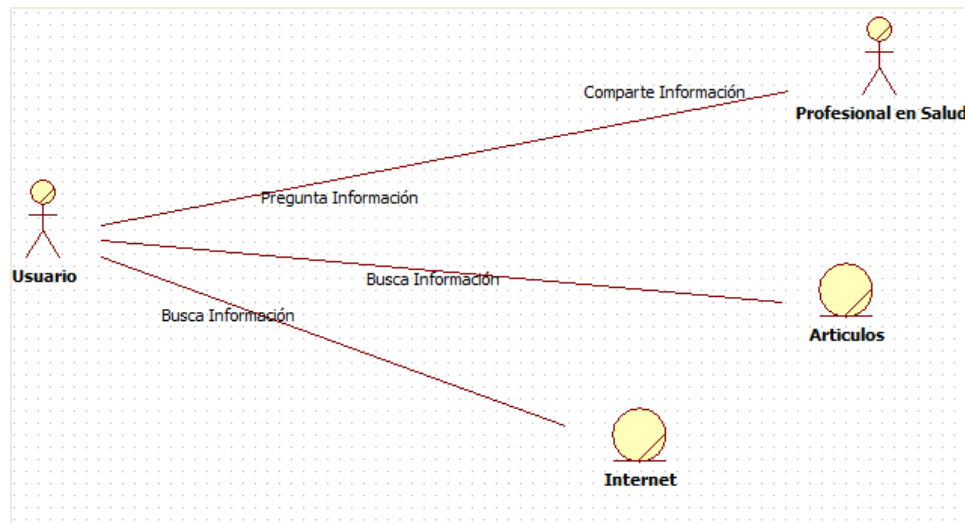 Comparte Información
Profesional en Salud
Pregunta Información
Usuario
Busca Información
Busca Información
Articulos
Internet